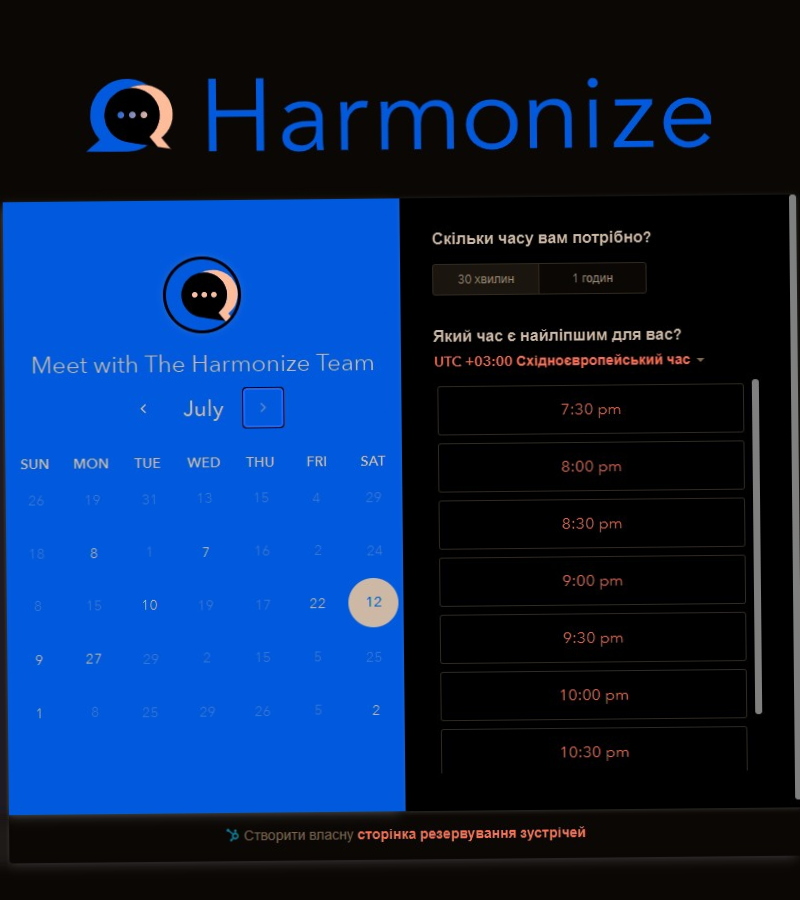 Harmonize
Meet with The Harmonize Team
July
SUN MON TUE WED THU FRI SAT
26 19 31 13 15 4 29
18 8 1 7 16 2 24
8 15 10 19 17 22 12
9 27 29 2 15 5 25
1 8 25 29 26 5 2
Скільки часу вам потрібно?
30 хвилин 1 годин
Який час є найліпшим для вас?
UTC +03:00 Східноєвропейський час
7:30 pm
8:00 pm
8:30 pm
9:00 pm
9:30 pm
10:00 pm
10:30 pm
Створити власну сторінка резервування зустрічей